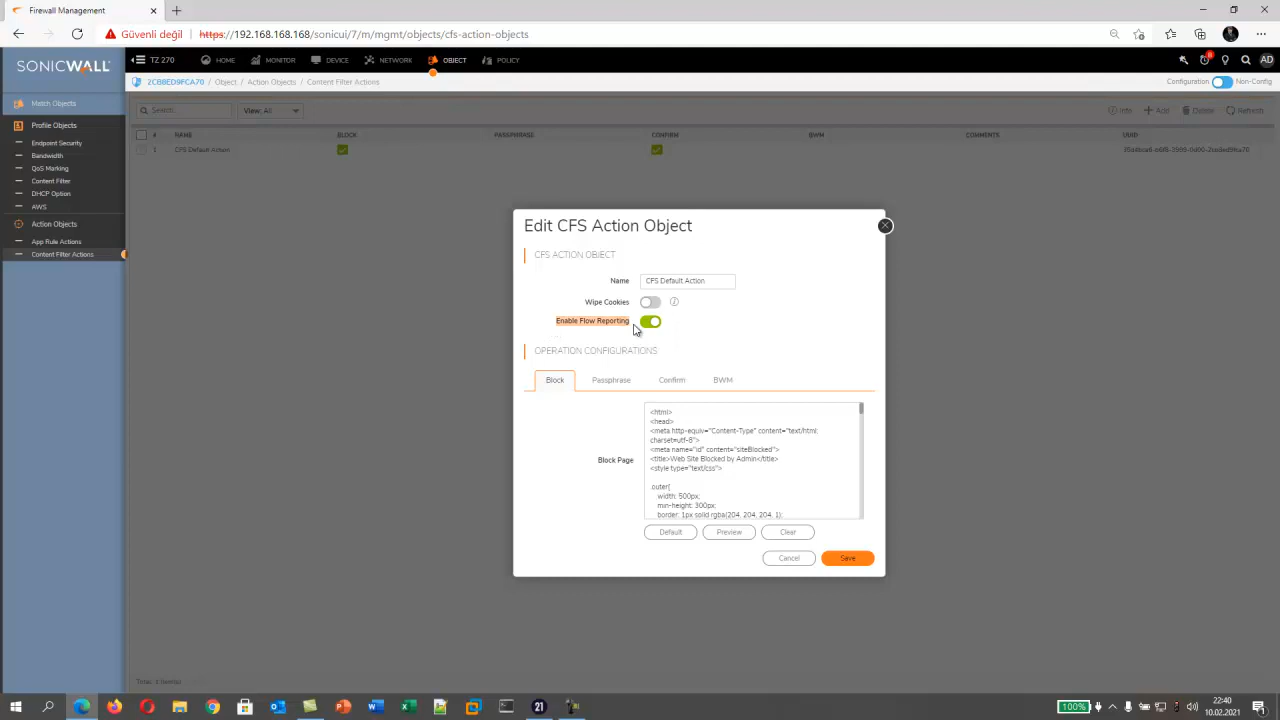 Firewall Management
Güvenli değil
https://192.168.168.168/sonicui/7/m/mgmt/objects/cfs-action-objects
SONICWALL
TZ 270
HOME
MONITOR
DEVICE
NETWORK
OBJECT
POLICY
8
AD
2CB8ED9FCA70 / Object / Action Objects / Content Filter Actions
Configuration
Non-Config
Match Objects
Profile Objects
Endpoint Security
Bandwidth
QoS Marking
Content Filter
DHCP Option
AWS
Action Objects
App Rule Actions
Content Filter Actions
Search...
View: All
Info
Add
Delete
Refresh
# NAME BLOCK PASSPHRASE CONFIRM BWM COMMENTS UUID
1 CFS Default Action
Edit CFS Action Object
CFS ACTION OBJECT
Name CFS Default Action
Wipe Cookies
Enable Flow Reporting
OPERATION CONFIGURATIONS
Block Passphrase Confirm BWM
Block Page
<html>
<head>
<meta http-equiv="Content-Type" content="text/html;
charset=utf-8">
<meta name="id" content="siteBlocked">
<title>Web Site Blocked by Admin</title>
<style type="text/css">
.outer{
width: 500px;
min-height: 300px;
border: 1px solid rgba(204, 204, 204, 1);
Default Preview Clear
Cancel Save
21
100%
22:40
10.02.2021